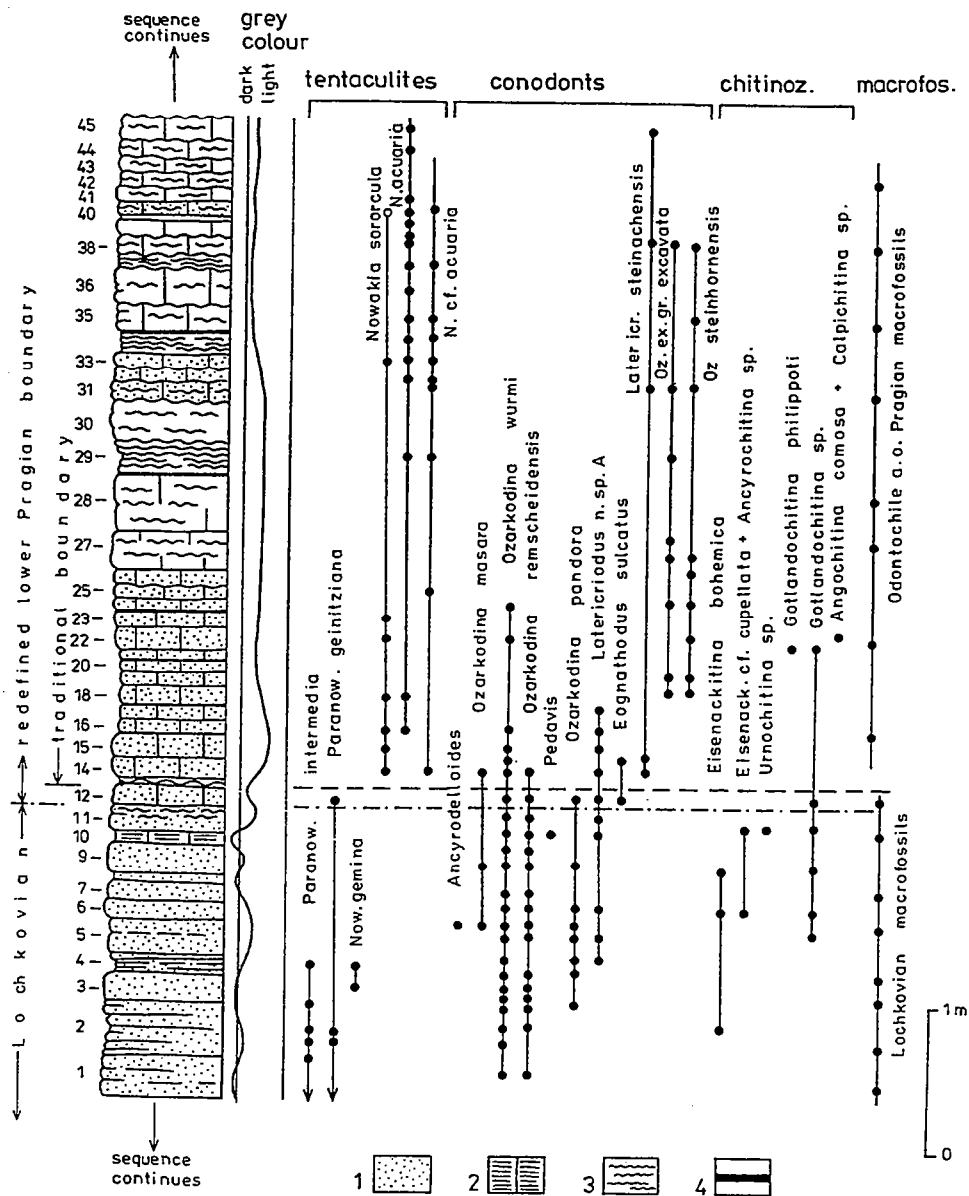 sequence
continues
grey
colour
dark
light
tentaculites
conodonts
chitinoz.
macrofos.
45
44
43
42
41
40
38
36
35
33
31
30
29
28
27
25
23
22
20
18
16
15
14
12
11
10
9
7
6
5
4
3
2
1
Lochkovian
redefined lower Pragian boundary
traditional boundary
Paranow. intermedia
Paranow. geinitziana
Now. gemina
Nowakia sororcula
N. acuaria
N. cf. acuaria
Ancyrodelloides
Ozarkodina masara
Ozarkodina wurmi
Ozarkodina remscheidensis
Pedavis
Ozarkodina pandora
Latericriodus n. sp. A
Eognathodus sulcatus
Latericr. steinachensis
Oz. ex. gr. excavata
Oz steinhornensis
Eisenackitina bohemica
Eisenack. cf. cupellata + Ancyrochitina sp.
Urnochitina sp.
Gotlandochitina philippoti
Gotlandochitina sp.
Angochitina comosa + Calpichitina sp.
Odontochile a.o. Pragian macrofossils
Lochkovian macrofossils
1m
0
sequence
continues
1
2
3
4